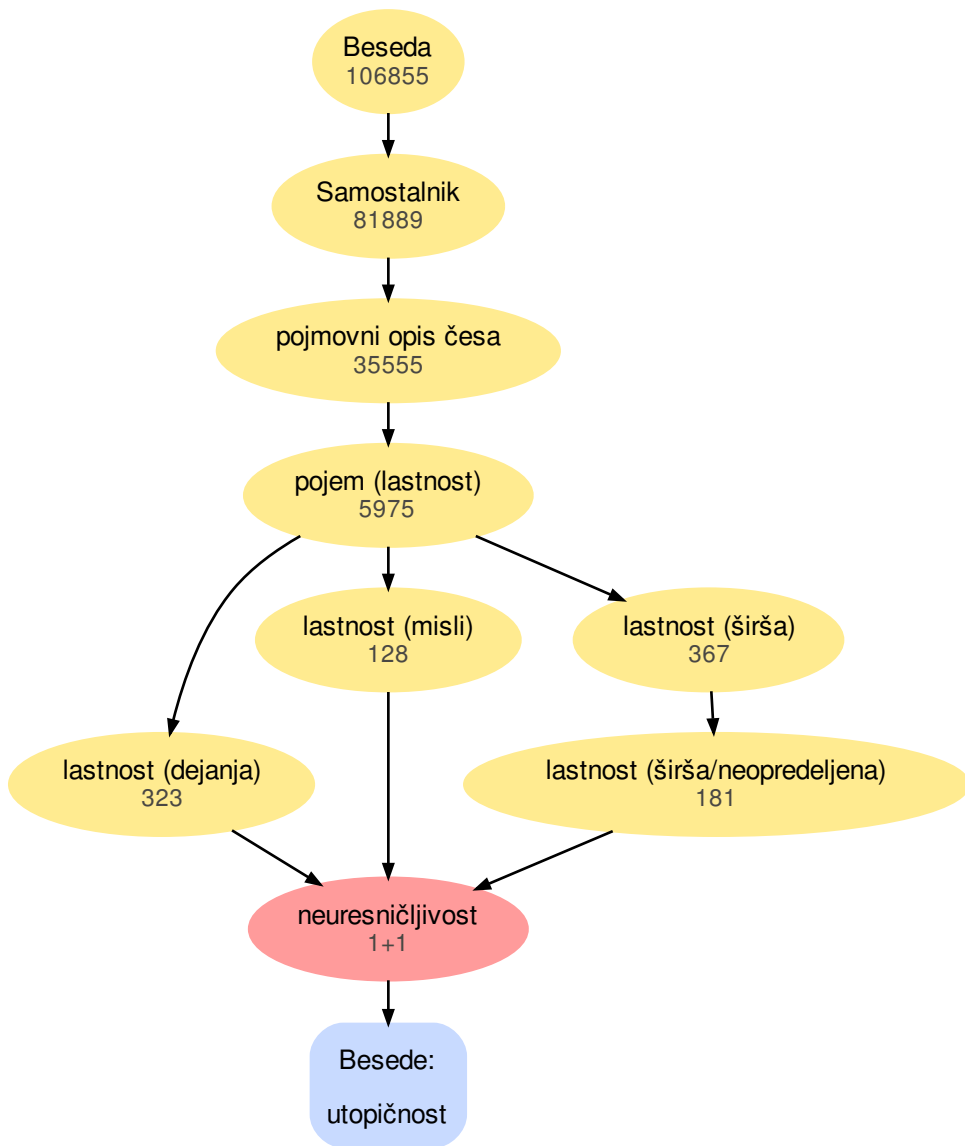 Beseda
106855
Samostalnik
81889
pojmovni opis česa
35555
pojem (lastnost)
5975
lastnost (misli)
128
lastnost (širša)
367
lastnost (dejanja)
323
lastnost (širša/neopredeljena)
181
neuresničljivost
1+1
Besede:
utopičnost